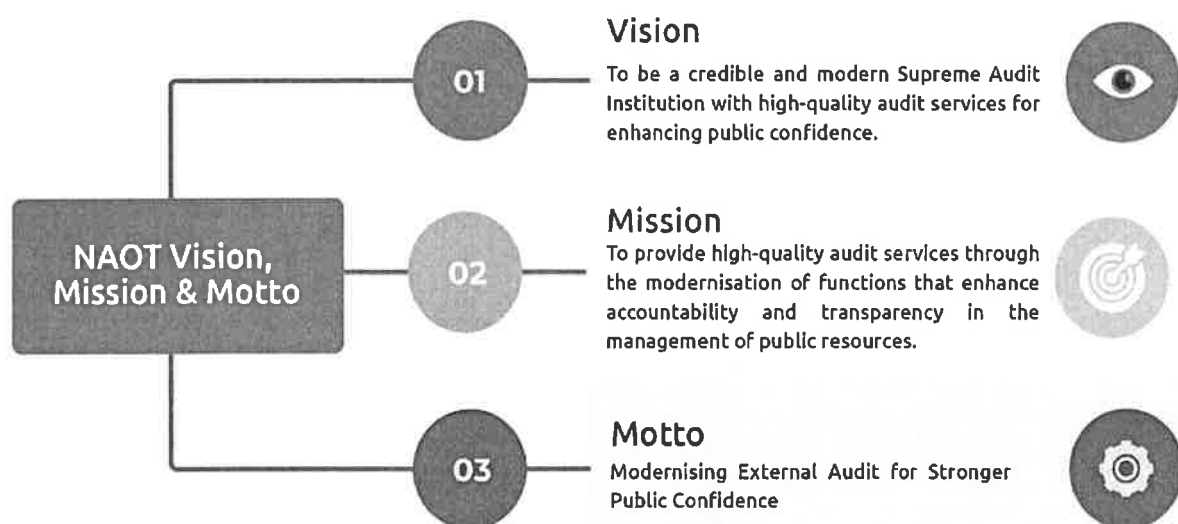 NAOT Vision,
Mission & Motto
01
Vision
To be a credible and modern Supreme Audit
Institution with high-quality audit services for
enhancing public confidence.
02
Mission
To provide high-quality audit services through
the modernisation of functions that enhance
accountability and transparency in the
management of public resources.
03
Motto
Modernising External Audit for Stronger
Public Confidence